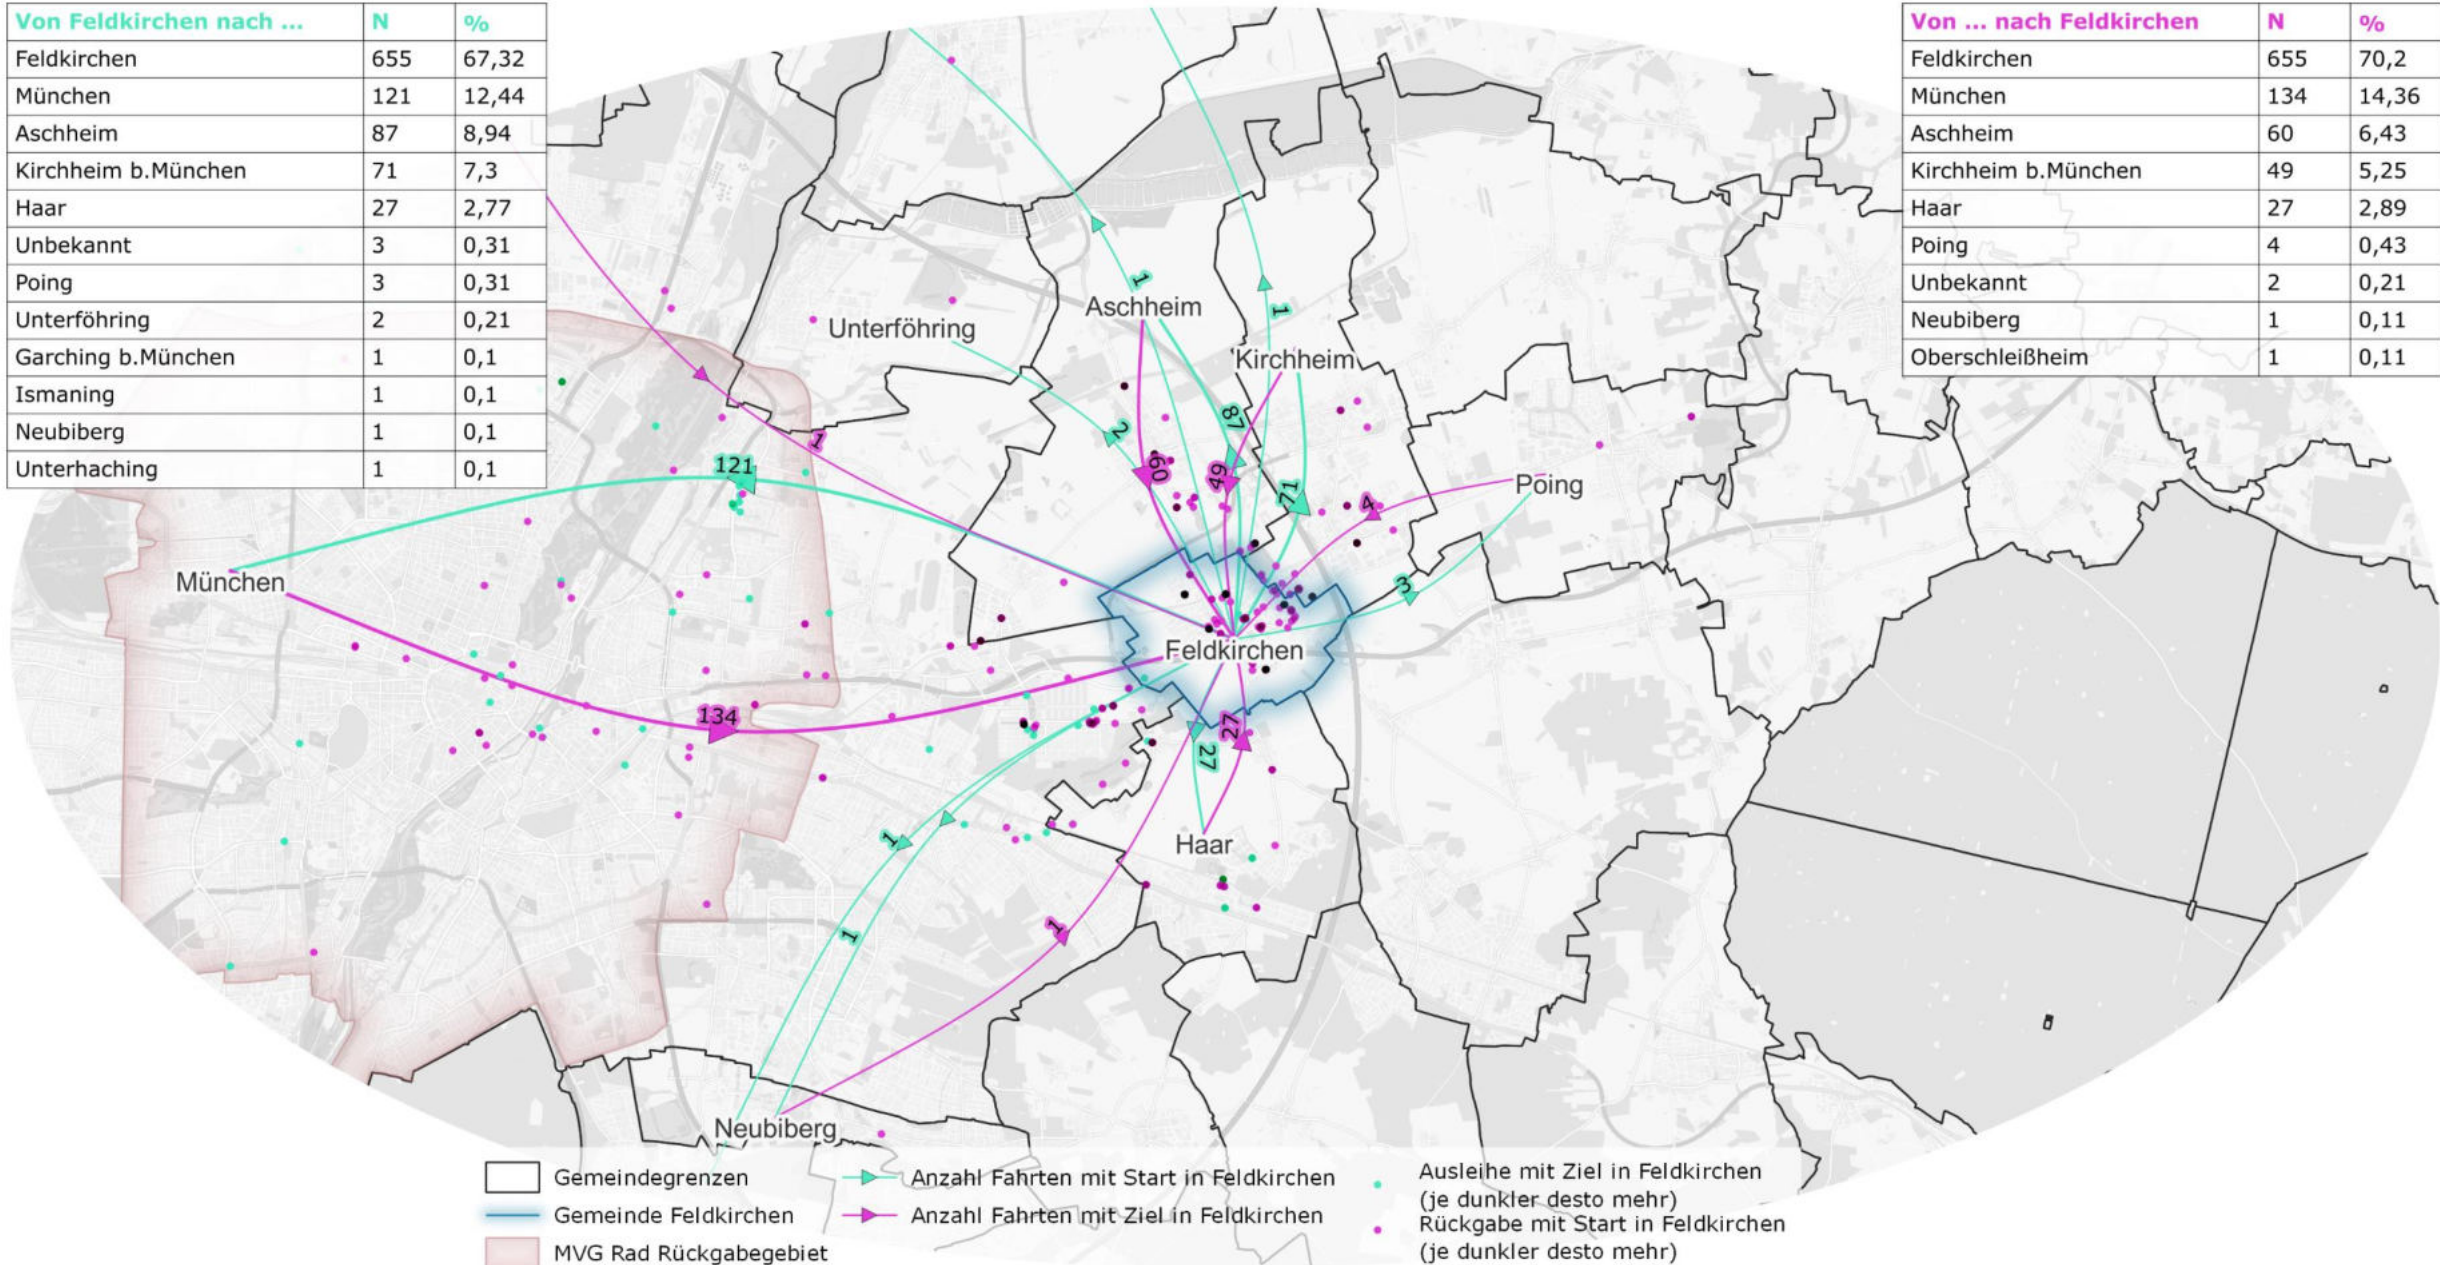 Von Feldkirchen nach ... N %
Feldkirchen 655 67,32
München 121 12,44
Aschheim 87 8,94
Kirchheim b.München 71 7,3
Haar 27 2,77
Unbekannt 3 0,31
Poing 3 0,31
Unterföhring 2 0,21
Garching b.München 1 0,1
Ismaning 1 0,1
Neubiberg 1 0,1
Unterhaching 1 0,1
Von ... nach Feldkirchen N %
Feldkirchen 655 70,2
München 134 14,36
Aschheim 60 6,43
Kirchheim b.München 49 5,25
Haar 27 2,89
Poing 4 0,43
Unbekannt 2 0,21
Neubiberg 1 0,11
Oberschleißheim 1 0,11
1
Aschheim
1
Unterföhring
Kirchheim
87
2
1
121
60
49
71
Poing
4
München
3
Feldkirchen
134
27
27
1
Haar
1
1
Neubiberg
Gemeindegrenzen
Gemeinde Feldkirchen
MVG Rad Rückgabegebiet
Anzahl Fahrten mit Start in Feldkirchen
Anzahl Fahrten mit Ziel in Feldkirchen
Ausleihe mit Ziel in Feldkirchen
(je dunkler desto mehr)
Rückgabe mit Start in Feldkirchen
(je dunkler desto mehr)